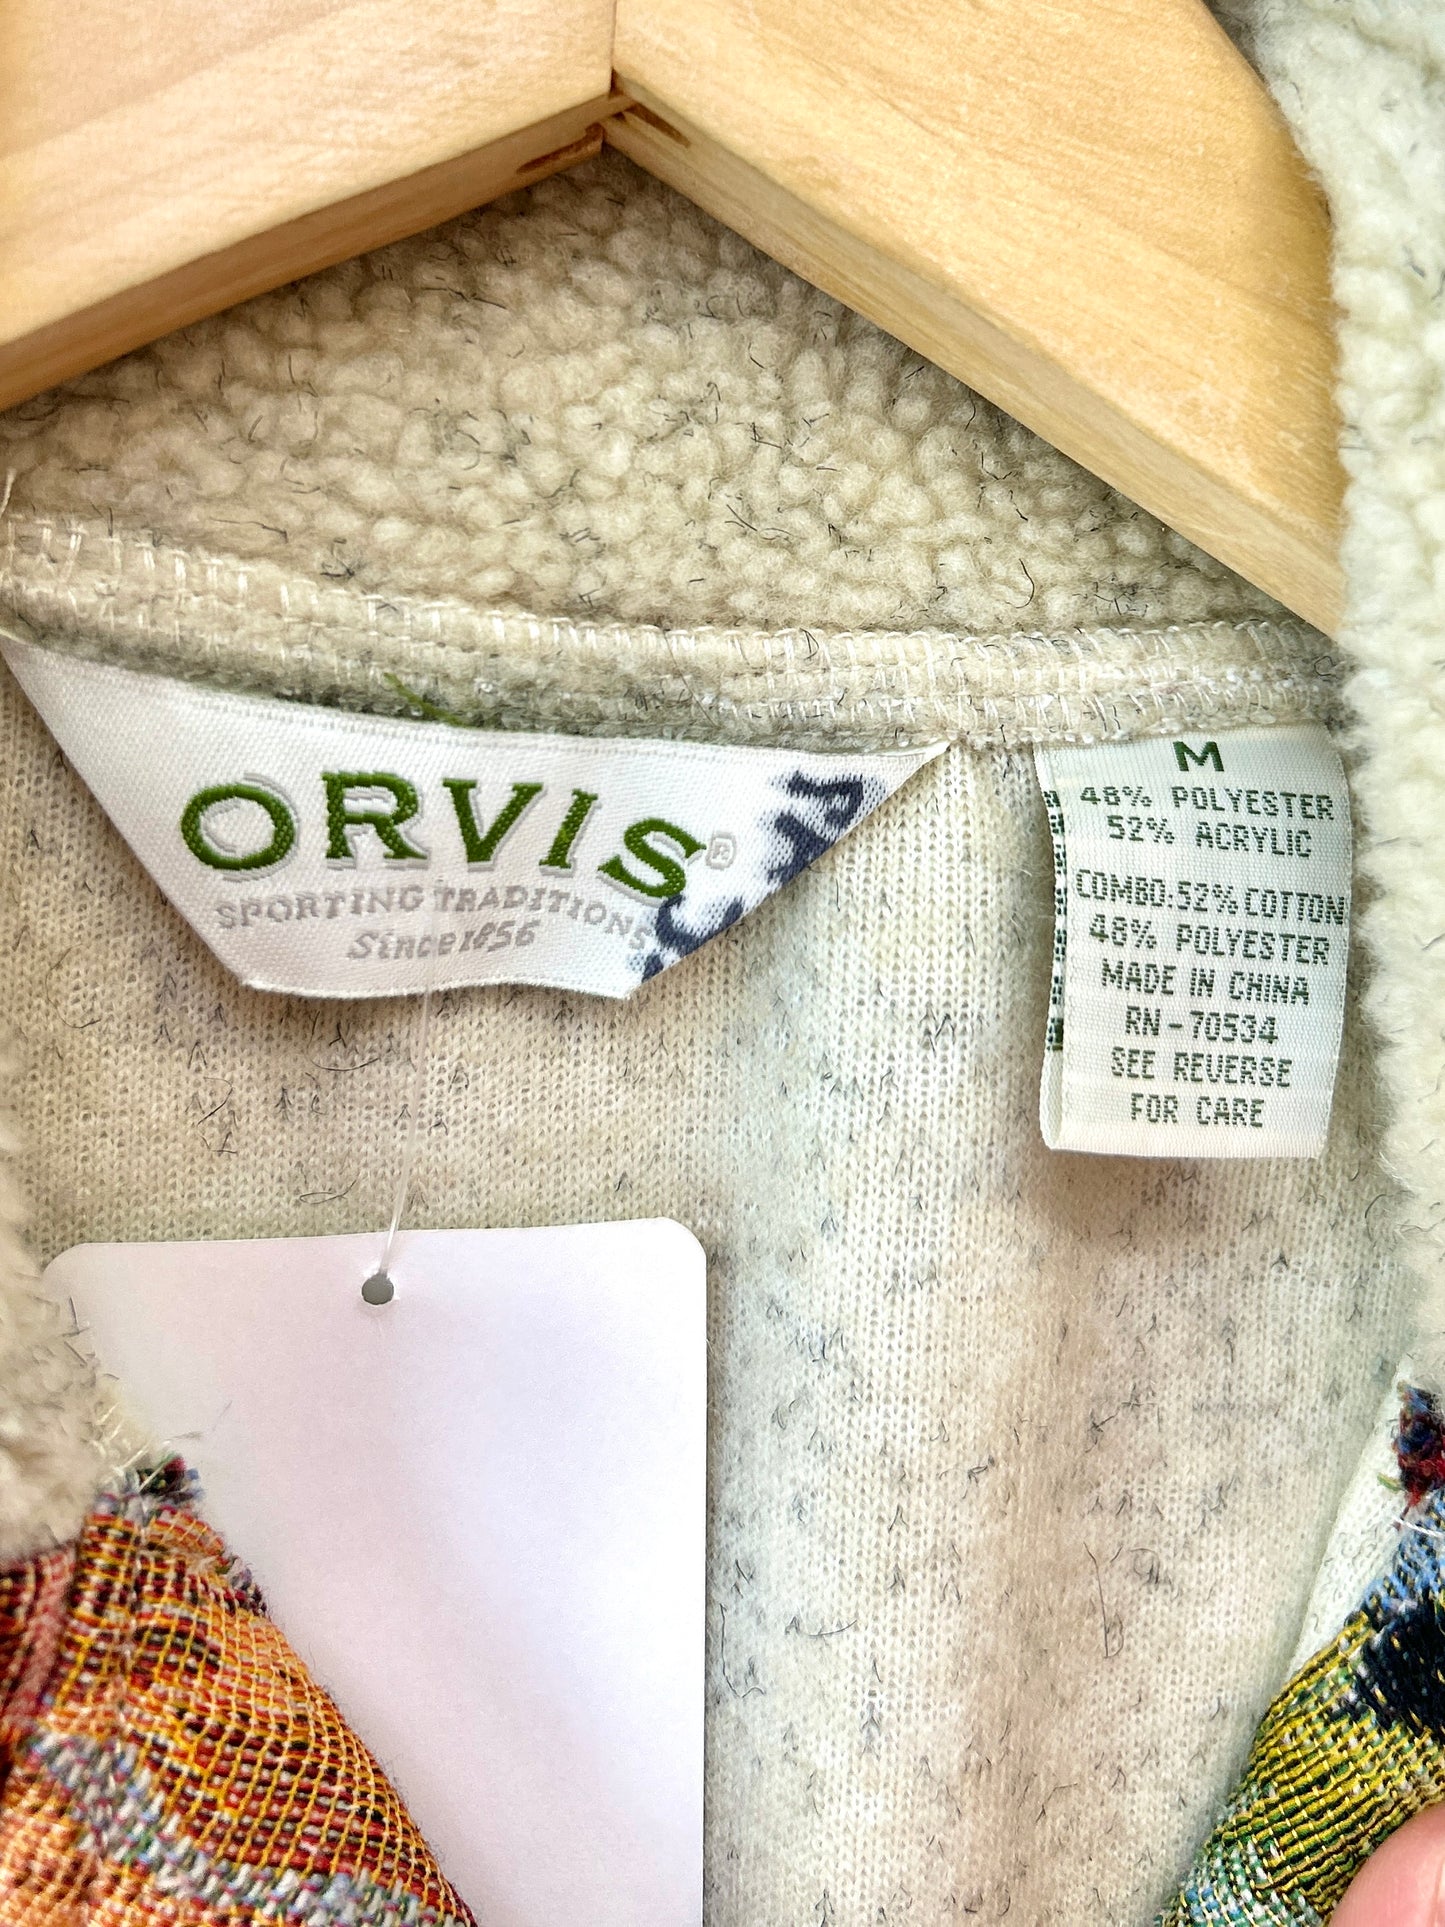 ORVIS®
SPORTING TRADITIONS
Since 1856
M
48% POLYESTER
52% ACRYLIC
COMBO:52% COTTON
48% POLYESTER
MADE IN CHINA
RN-70534
SEE REVERSE
FOR CARE